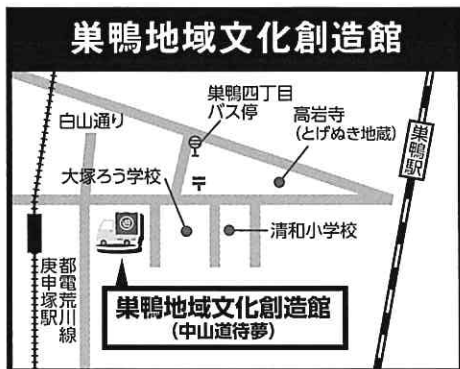 巣鴨地域文化創造館
巣鴨四丁目
バス停
白山通り
高岩寺
(とげぬき地蔵)
巣鴨駅
大塚ろう学校
〒
清和小学校
都電荒川線
庚申塚駅
巣鴨地域文化創造館
(中山道待夢)